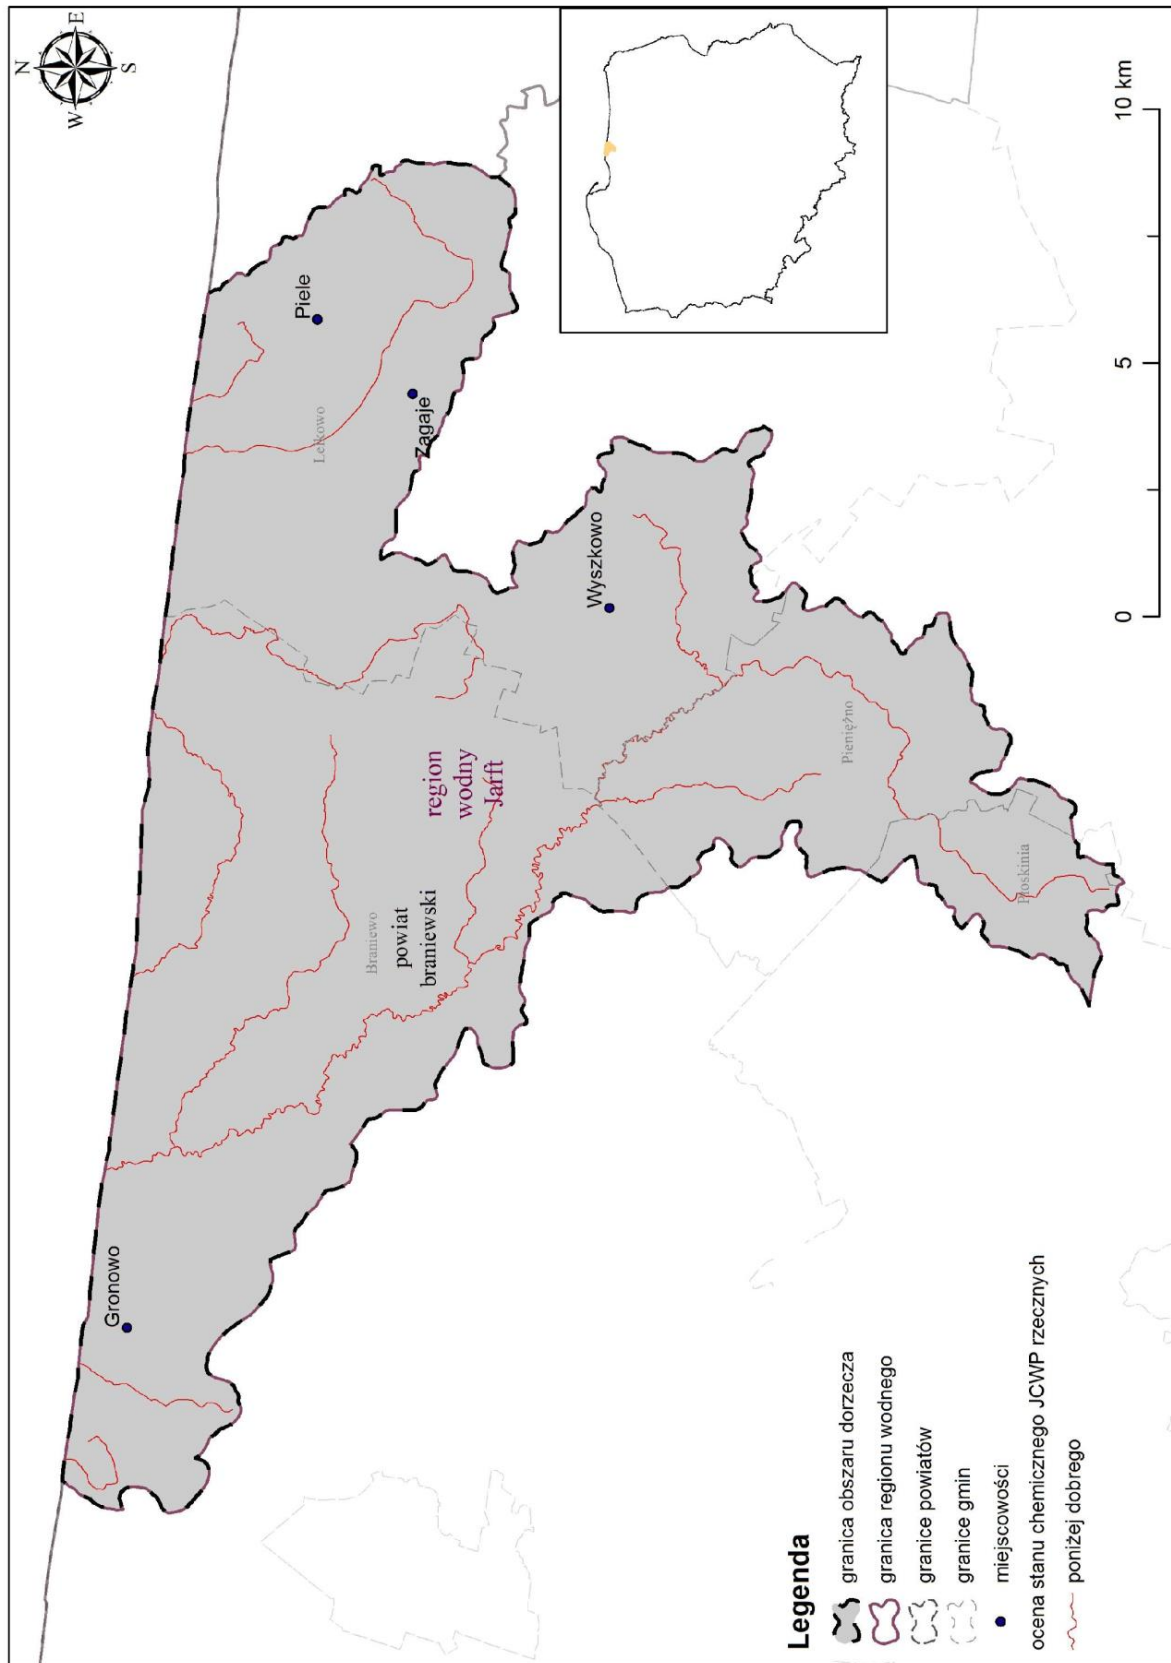 N
E
W
S
Gronowo
Piele
Lelkowo
Zagaje
Braniewo
powiat
braniewski
region
wodny
Jarft
Wyszkowo
Pieniężno
Płoskinia
Legenda
granica obszaru dorzecza
granica regionu wodnego
granice powiatów
granice gmin
miejscowości
ocena stanu chemicznego JCWP rzecznych
poniżej dobrego
0
5
10 km